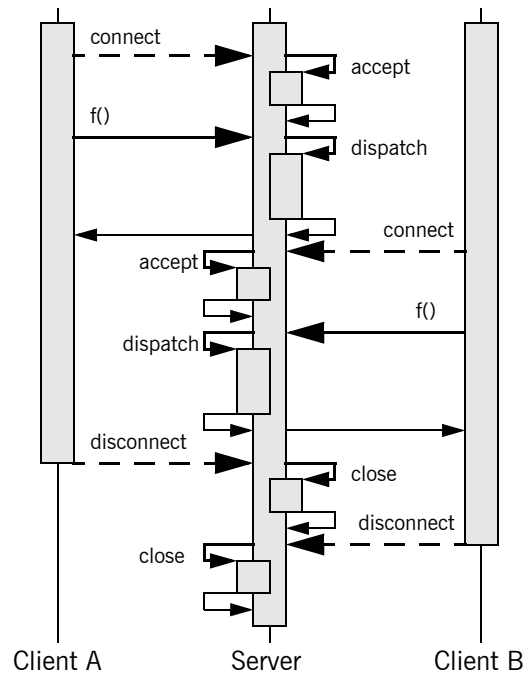 connect
accept
f()
dispatch
connect
accept
f()
dispatch
disconnect
close
disconnect
close
Client A
Server
Client B